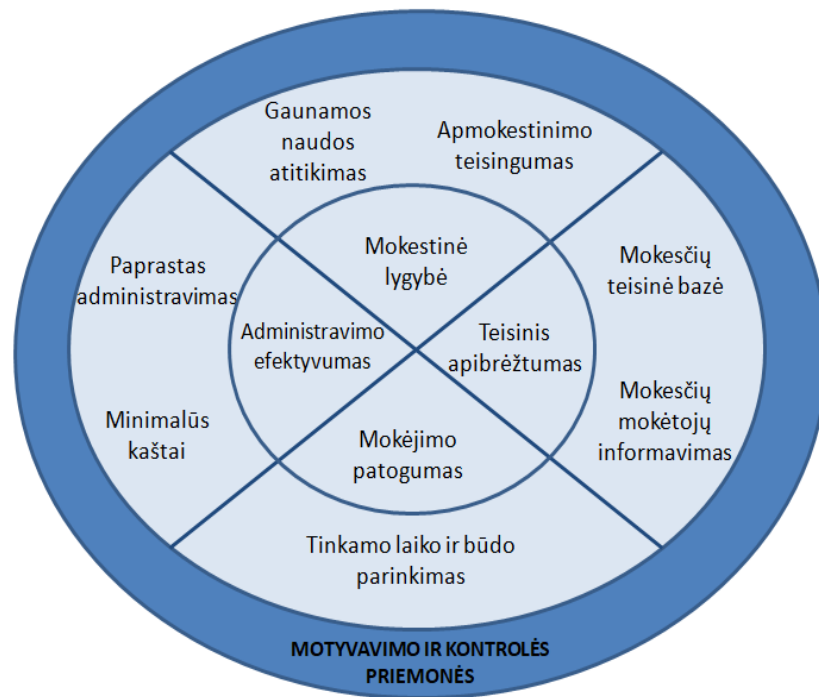 Gaunamos
naudos
atitikimas
Apmokestinimo
teisingumas
Mokestinė
lygybė
Paprastas
administravimas
Mokesčių
teisinė bazė
Administravimo
efektyvumas
Teisinis
apibrėžtumas
Minimalūs
kaštai
Mokėjimo
patogumas
Mokesčių
mokėtojų
informavimas
Tinkamo laiko ir būdo
parinkimas
MOTYVAVIMO IR KONTROLĖS
PRIEMONĖS